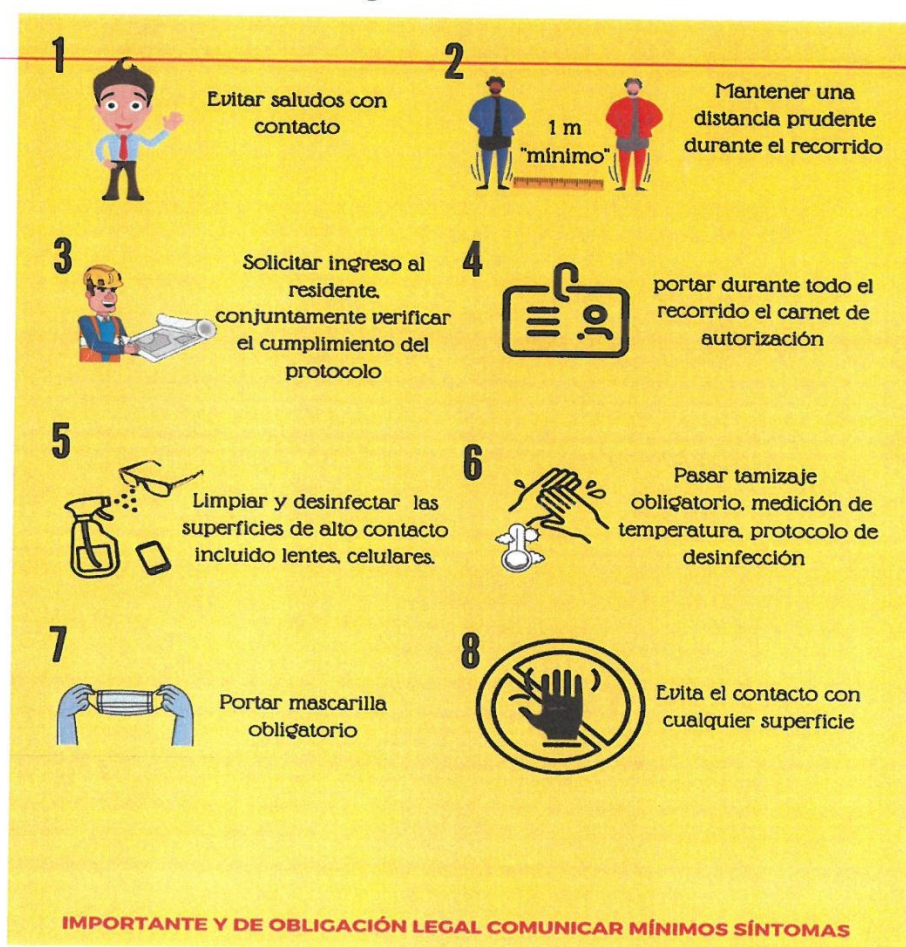 1
Evitar saludos con
contacto
2
1 m
"mínimo"
Mantener una
distancia prudente
durante el recorrido
3
Solicitar ingreso al
residente,
conjuntamente verificar
el cumplimiento del
protocolo
4
portar durante todo el
recorrido el carnet de
autorización
5
Limpiar y desinfectar las
superficies de alto contacto
incluido lentes, celulares.
6
Pasar tamizaje
obligatorio, medición de
temperatura, protocolo de
desinfección
7
Portar mascarilla
obligatorio
8
Evita el contacto con
cualquier superficie
IMPORTANTE Y DE OBLIGACIÓN LEGAL COMUNICAR MÍNIMOS SÍNTOMAS